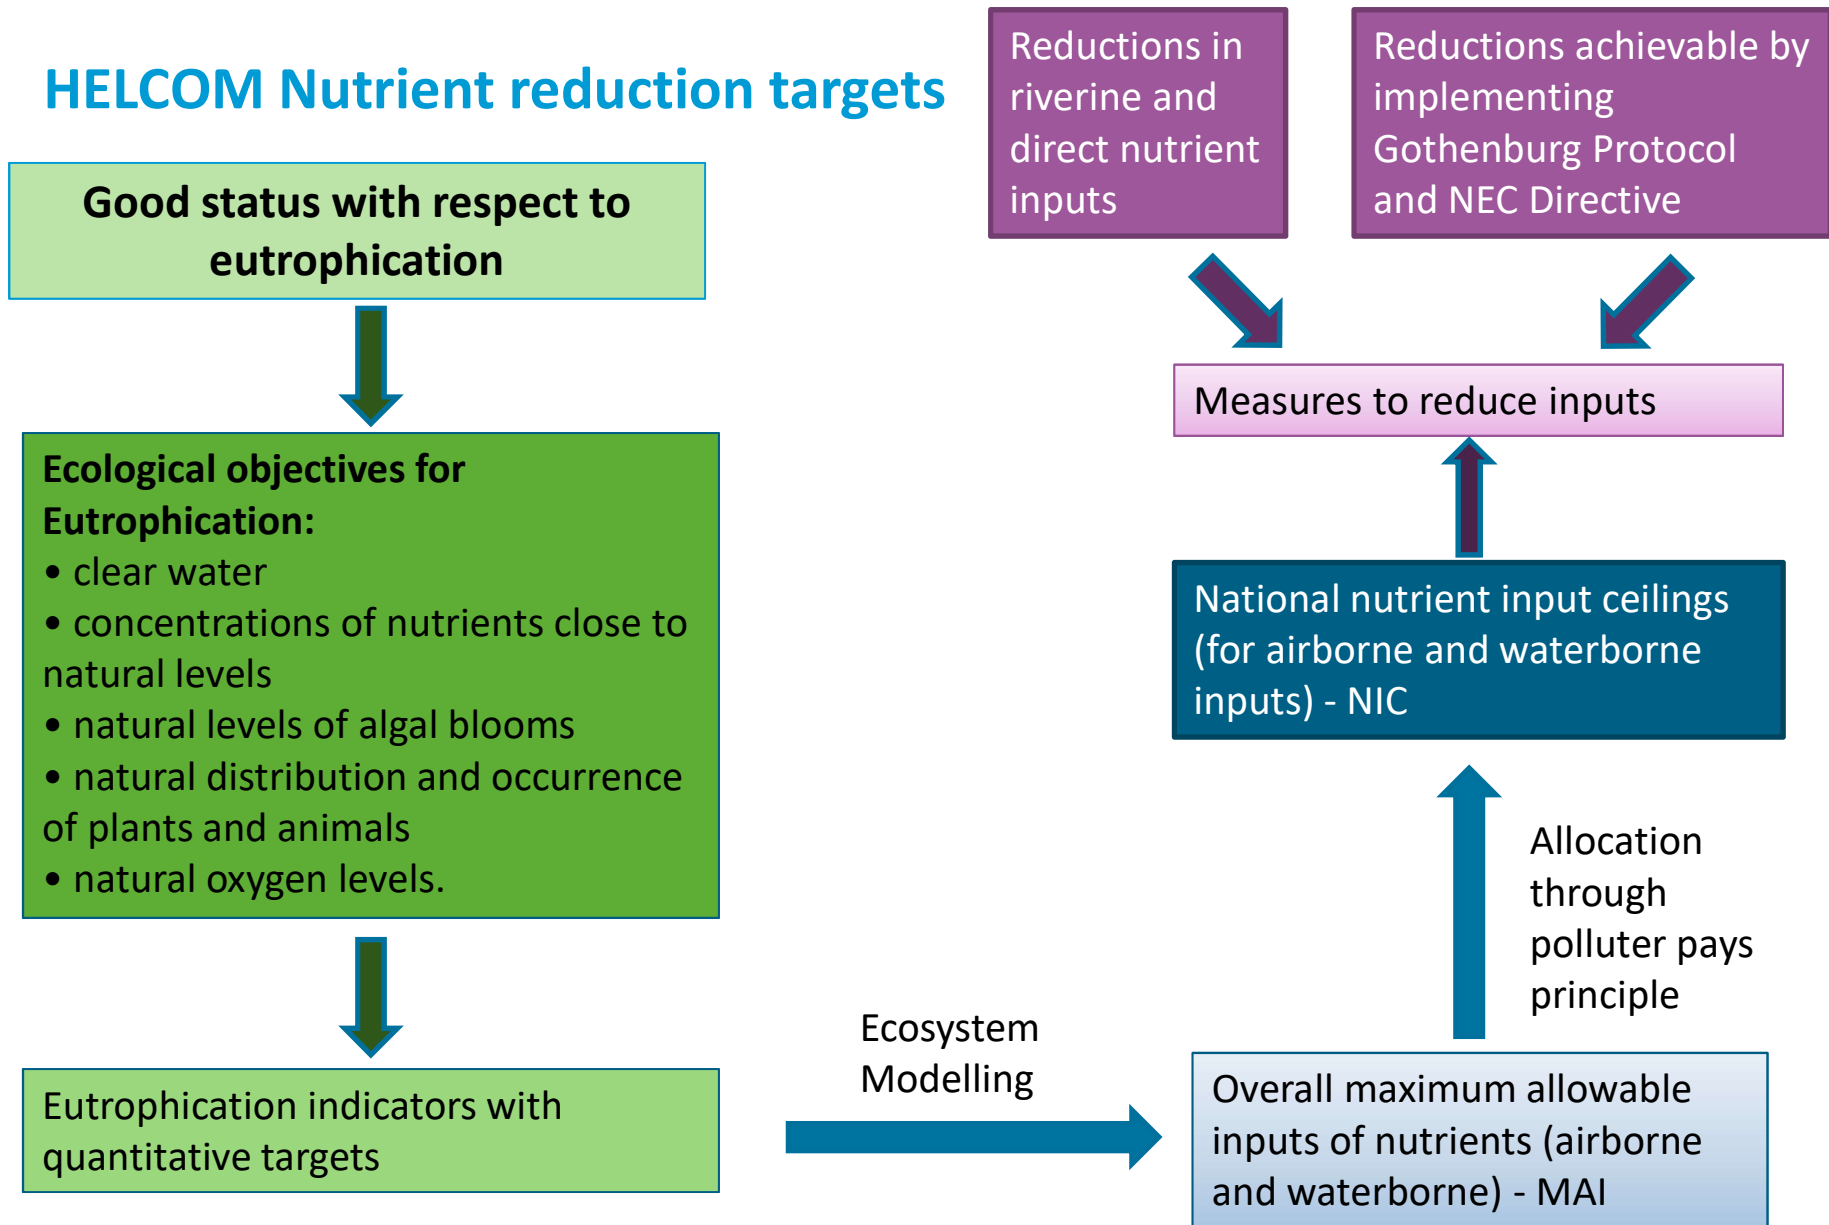 HELCOM Nutrient reduction targets
Good status with respect to
eutrophication
Ecological objectives for
Eutrophication:
• clear water
• concentrations of nutrients close to
natural levels
• natural levels of algal blooms
• natural distribution and occurrence
of plants and animals
• natural oxygen levels.
Eutrophication indicators with
quantitative targets
Ecosystem
Modelling
Overall maximum allowable
inputs of nutrients (airborne
and waterborne) - MAI
Allocation
through
polluter pays
principle
National nutrient input ceilings
(for airborne and waterborne
inputs) - NIC
Measures to reduce inputs
Reductions in
riverine and
direct nutrient
inputs
Reductions achievable by
implementing
Gothenburg Protocol
and NEC Directive